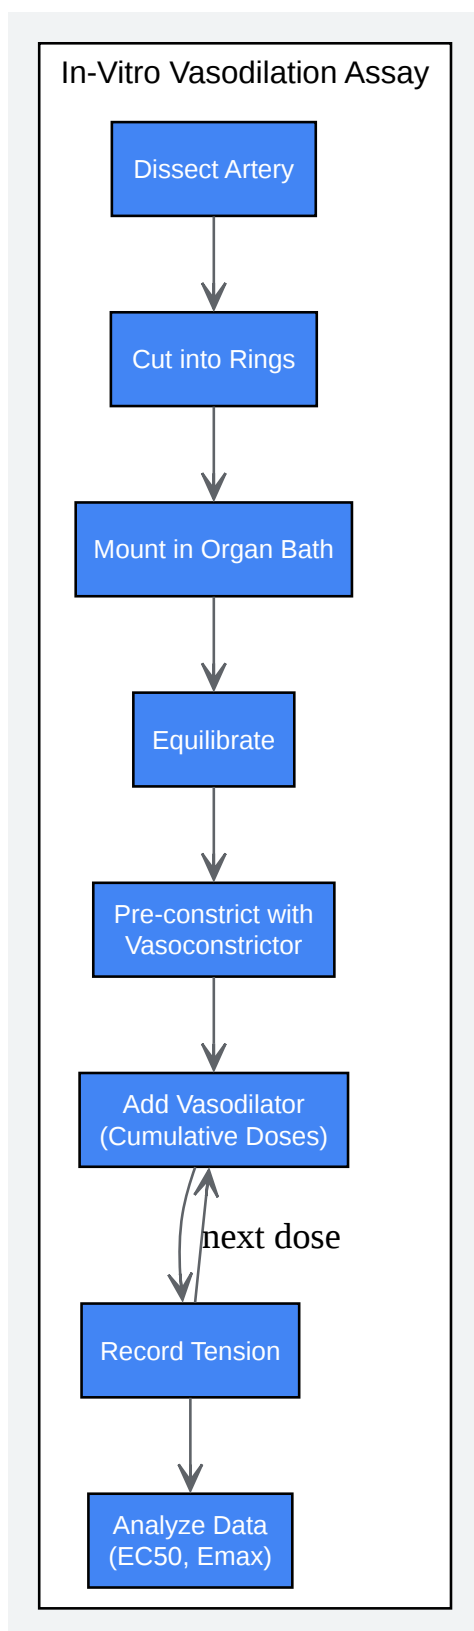 In-Vitro Vasodilation Assay
Dissect Artery
Cut into Rings
Mount in Organ Bath
Equilibrate
Pre-constrict with
Vasoconstrictor
Add Vasodilator
(Cumulative Doses)
next dose
Record Tension
Analyze Data
(EC50, Emax)